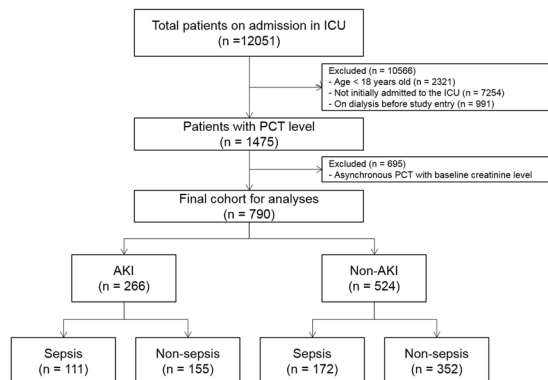 Total patients on admission in ICU
(n =12051)
Excluded (n = 10566)
- Age < 18 years old (n = 2321)
- Not initially admitted to the ICU (n = 7254)
- On dialysis before study entry (n = 991)
Patients with PCT level
(n = 1475)
Excluded (n = 695)
- Asynchronous PCT with baseline creatinine level
Final cohort for analyses
(n = 790)
AKI
(n = 266)
Non-AKI
(n = 524)
Sepsis
(n = 111)
Non-sepsis
(n = 155)
Sepsis
(n = 172)
Non-sepsis
(n = 352)